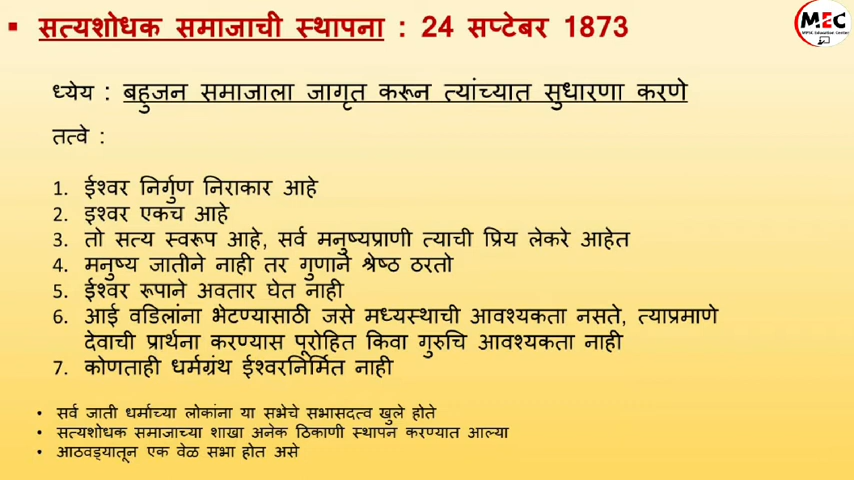 सत्यशोधक समाजाची स्थापना : 24 सप्टेबर 1873
MEC
MPSC Education Center
ध्येय : बहुजन समाजाला जागृत करून त्यांच्यात सुधारणा करणे
तत्वे :
1. ईश्वर निर्गुण निराकार आहे
2. इश्वर एकच आहे
3. तो सत्य स्वरूप आहे, सर्व मनुष्यप्राणी त्याची प्रिय लेकरे आहेत
4. मनुष्य जातीने नाही तर गुणाने श्रेष्ठ ठरतो
5. ईश्वर रूपाने अवतार घेत नाही
6. आई वडिलांना भेटण्यासाठी जसे मध्यस्थाची आवश्यकता नसते, त्याप्रमाणे
देवाची प्रार्थना करण्यास पूरोहित किवा गुरुचि आवश्यकता नाही
7. कोणताही धर्मग्रंथ ईश्वरनिर्मित नाही
• सर्व जाती धर्माच्या लोकांना या सभेचे सभासदत्व खुले होते
• सत्यशोधक समाजाच्या शाखा अनेक ठिकाणी स्थापन करण्यात आल्या
• आठवड्यातून एक वेळ सभा होत असे